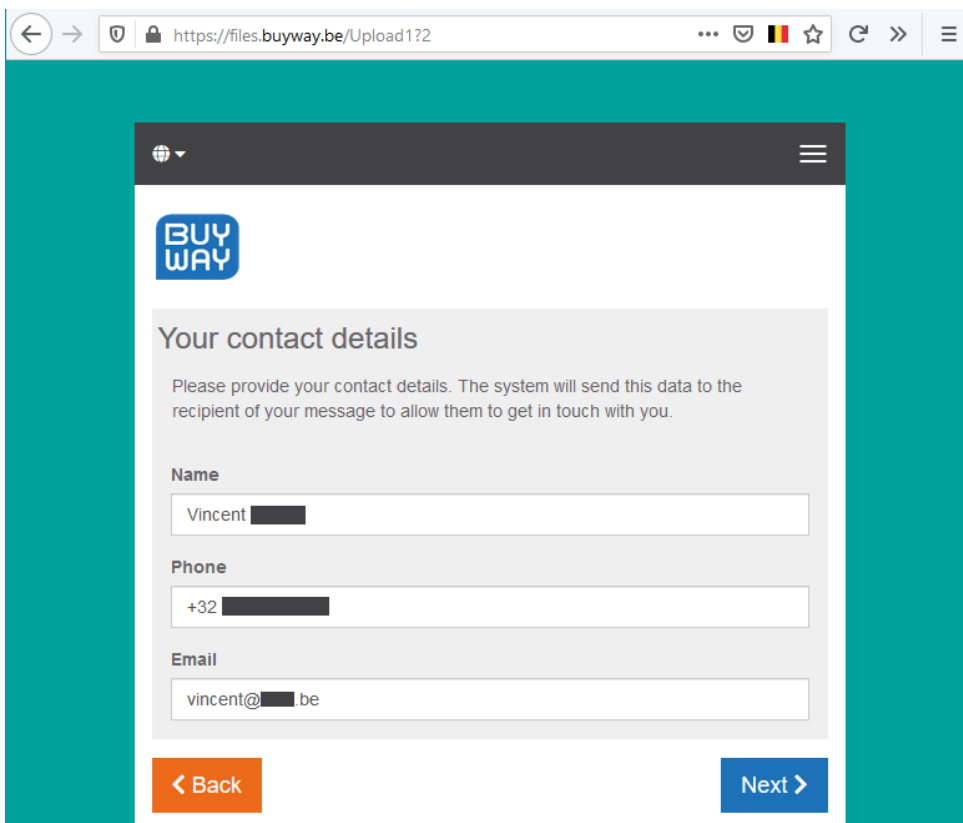 https://files.buyway.be/Upload1?2
BUY
WAY
Your contact details
Please provide your contact details. The system will send this data to the
recipient of your message to allow them to get in touch with you.
Name
Vincent
Phone
+32
Email
vincent@ .be
Back
Next